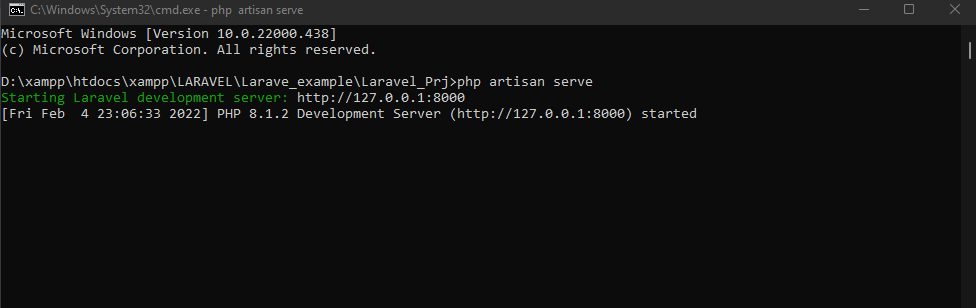 C:\Windows\System32\cmd.exe - php  artisan serve
Microsoft Windows [Version 10.0.22000.438]
(c) Microsoft Corporation. All rights reserved.
D:\xampp\htdocs\xampp\LARAVEL\Larave_example\Laravel_Prj>php artisan serve
Starting Laravel development server: http://127.0.0.1:8000
[Fri Feb  4 23:06:33 2022] PHP 8.1.2 Development Server (http://127.0.0.1:8000) started